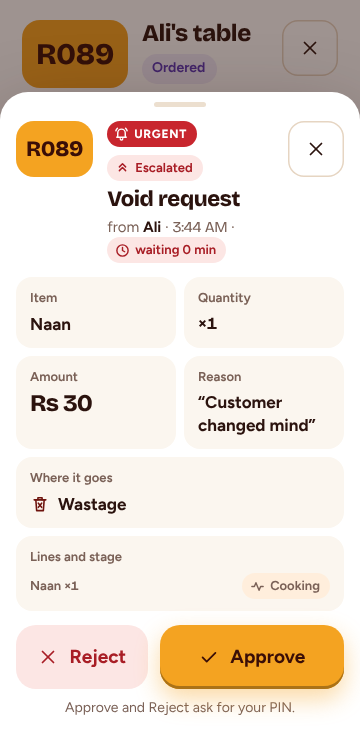 R089
Ali's table
Ordered
R089
URGENT
Escalated
Void request
from Ali · 3:44 AM ·
waiting 0 min
Item
Naan
Quantity
×1
Amount
Rs 30
Reason
“Customer
changed mind”
Where it goes
Wastage
Lines and stage
Naan ×1
Cooking
Reject
Approve
Approve and Reject ask for your PIN.